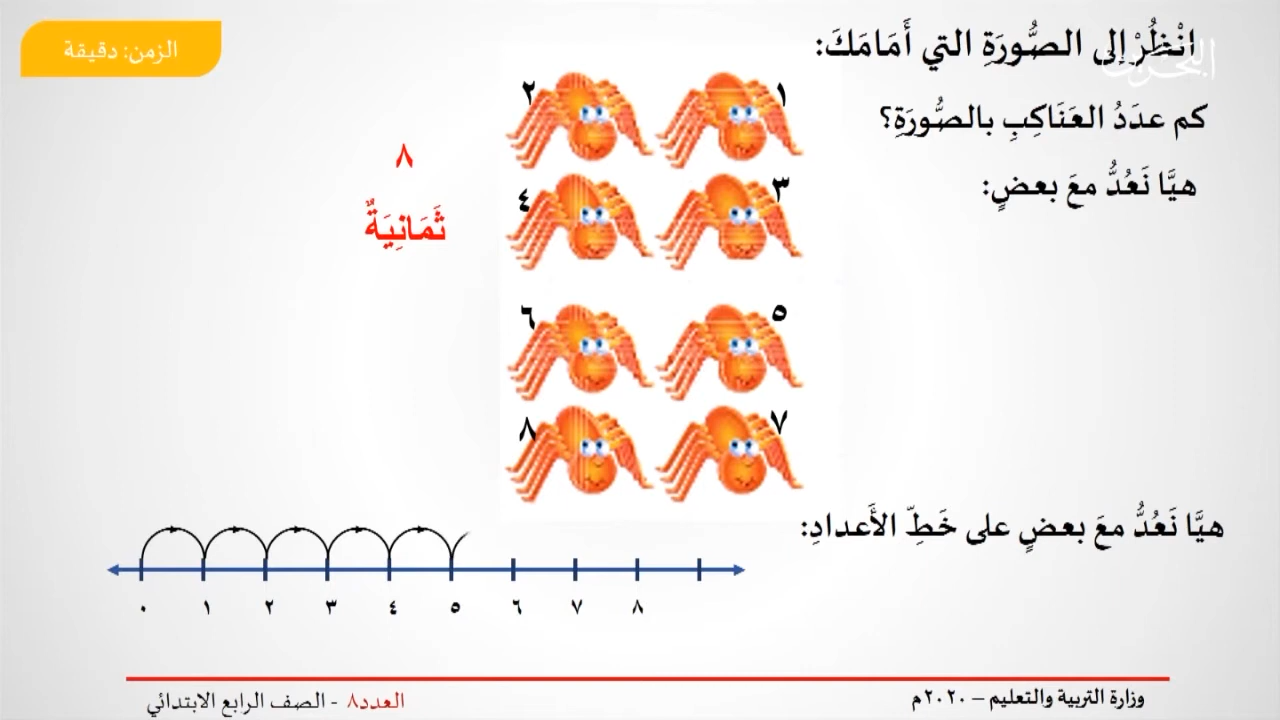 الزمن: دقيقة
انْظُرْ إلى الصُّورَةِ التي أَمَامَكَ:
كم عدَدُ العَنَاكِبِ بالصُّورَةِ؟
هيَّا نَعُدُّ معَ بعضٍ:
١ ٢
٣ ٤
٥ ٦
٧ ٨
٨
ثَمَانِيَةٌ
هيَّا نَعُدُّ معَ بعضٍ على خَطِّ الأَعدادِ:
٠ ١ ٢ ٣ ٤ ٥ ٦ ٧ ٨
وزارة التربية والتعليم – ٢٠٢٠م
العدد٨ - الصف الرابع الابتدائي